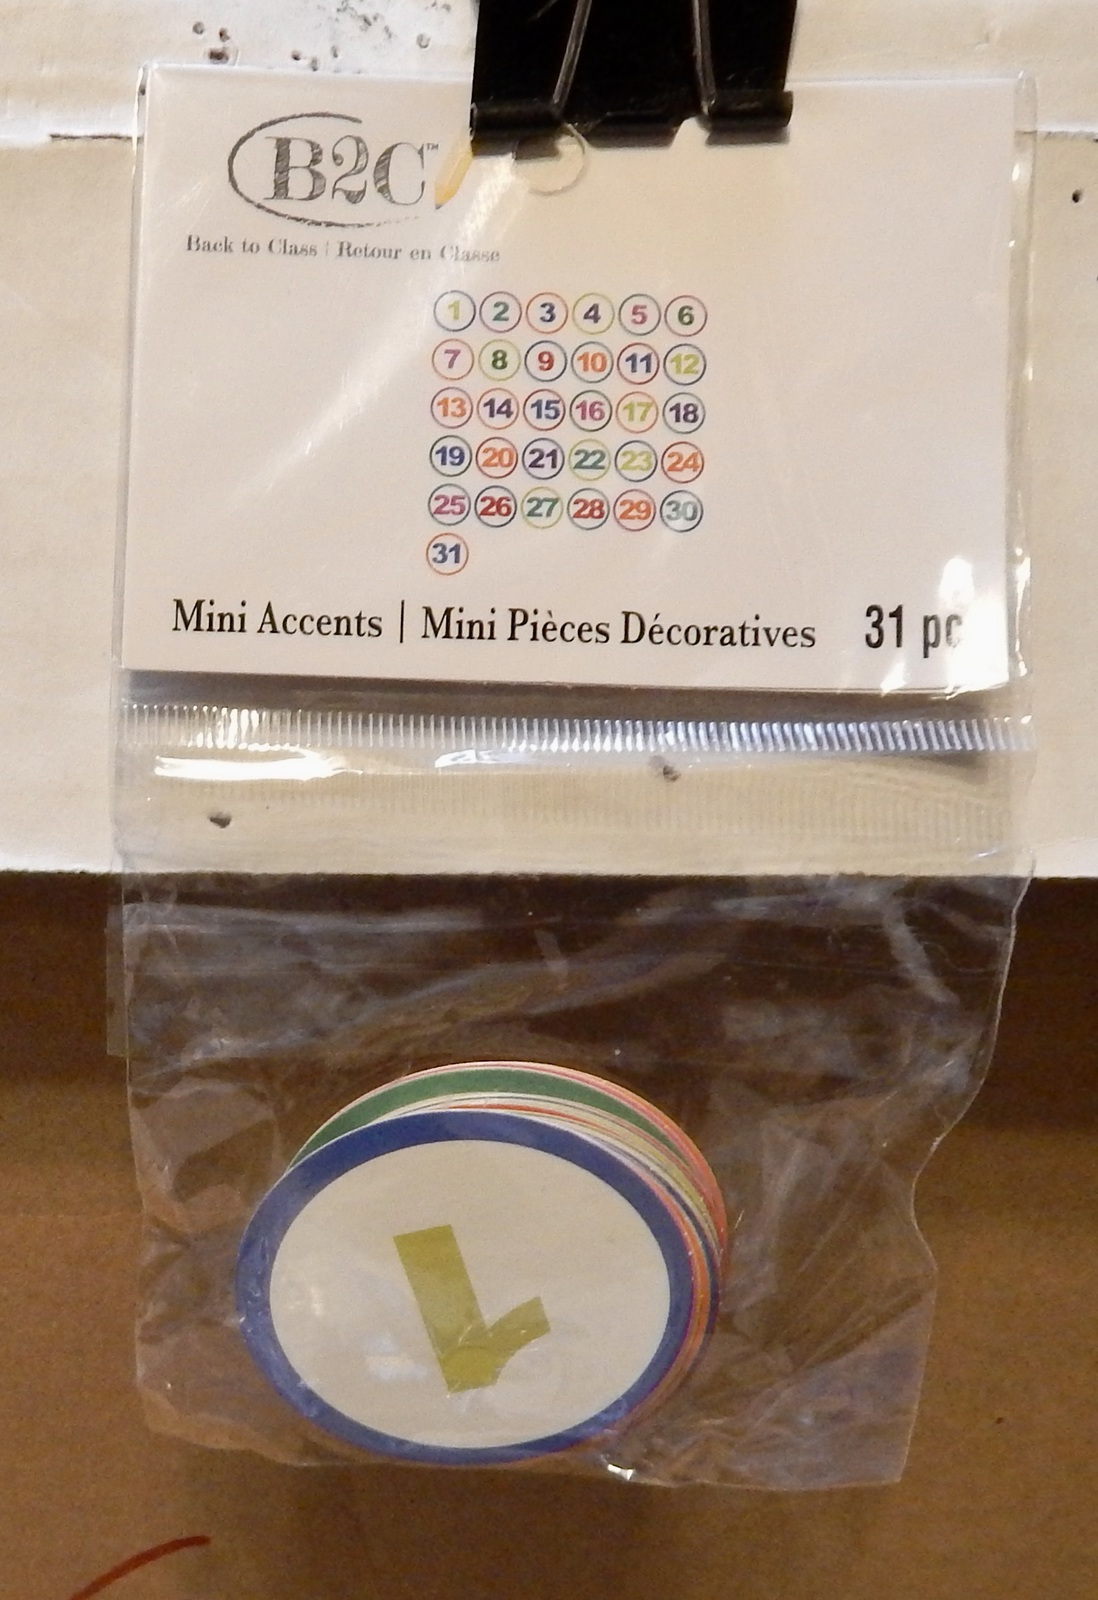 B2C™
Back to Class | Retour en Classe
1 2 3 4 5 6
7 8 9 10 11 12
13 14 15 16 17 18
19 20 21 22 23 24
25 26 27 28 29 30
31
Mini Accents | Mini Pièces Décoratives 31 pc
1